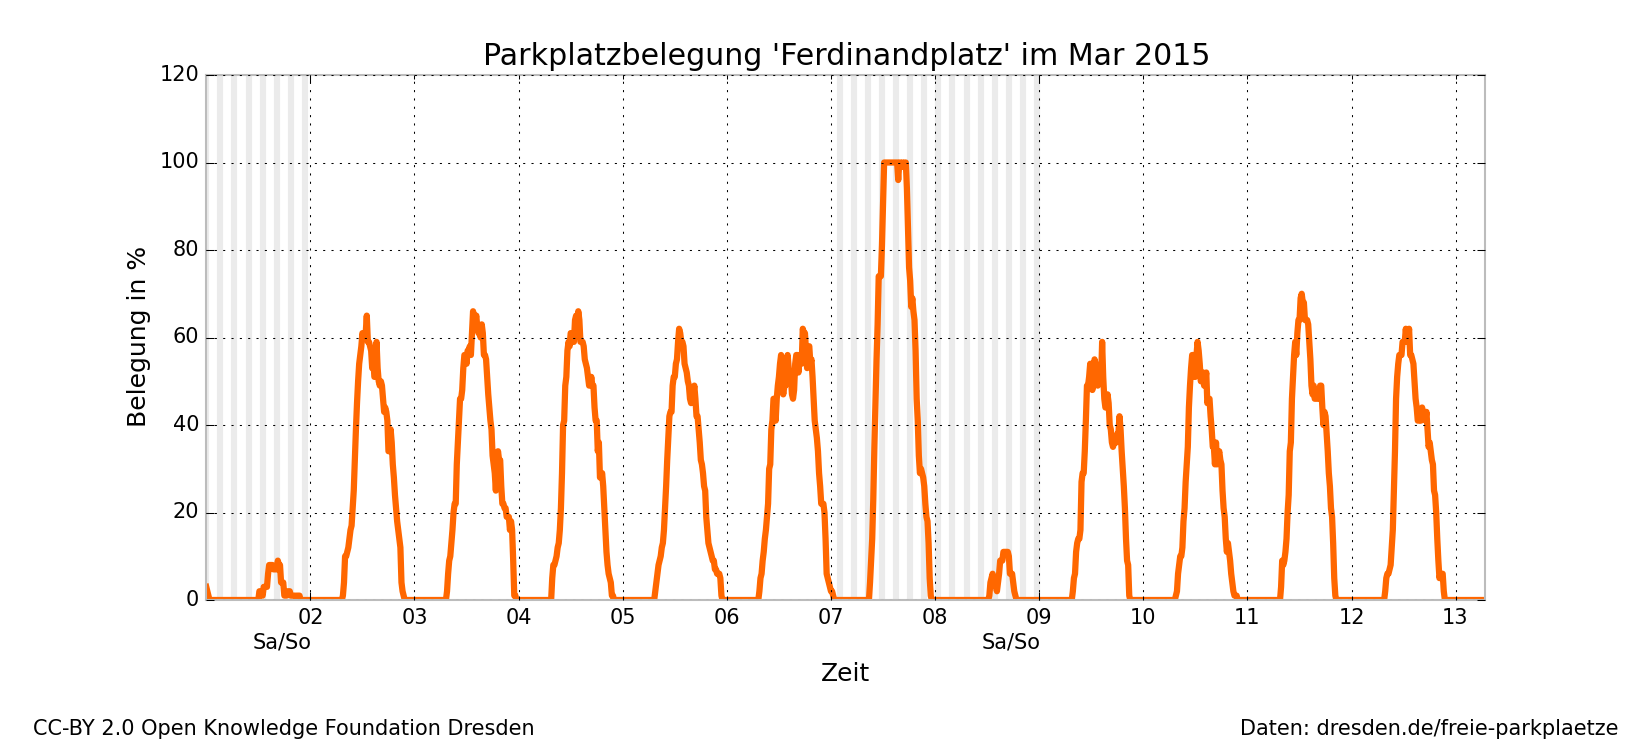 Parkplatzbelegung 'Ferdinandplatz' im Mar 2015
120
100
80
60
40
20
0
Belegung in %
02 03 04 05 06 07 08 09 10 11 12 13
Sa/So Sa/So
Zeit
CC-BY 2.0 Open Knowledge Foundation Dresden
Daten: dresden.de/freie-parkplaetze